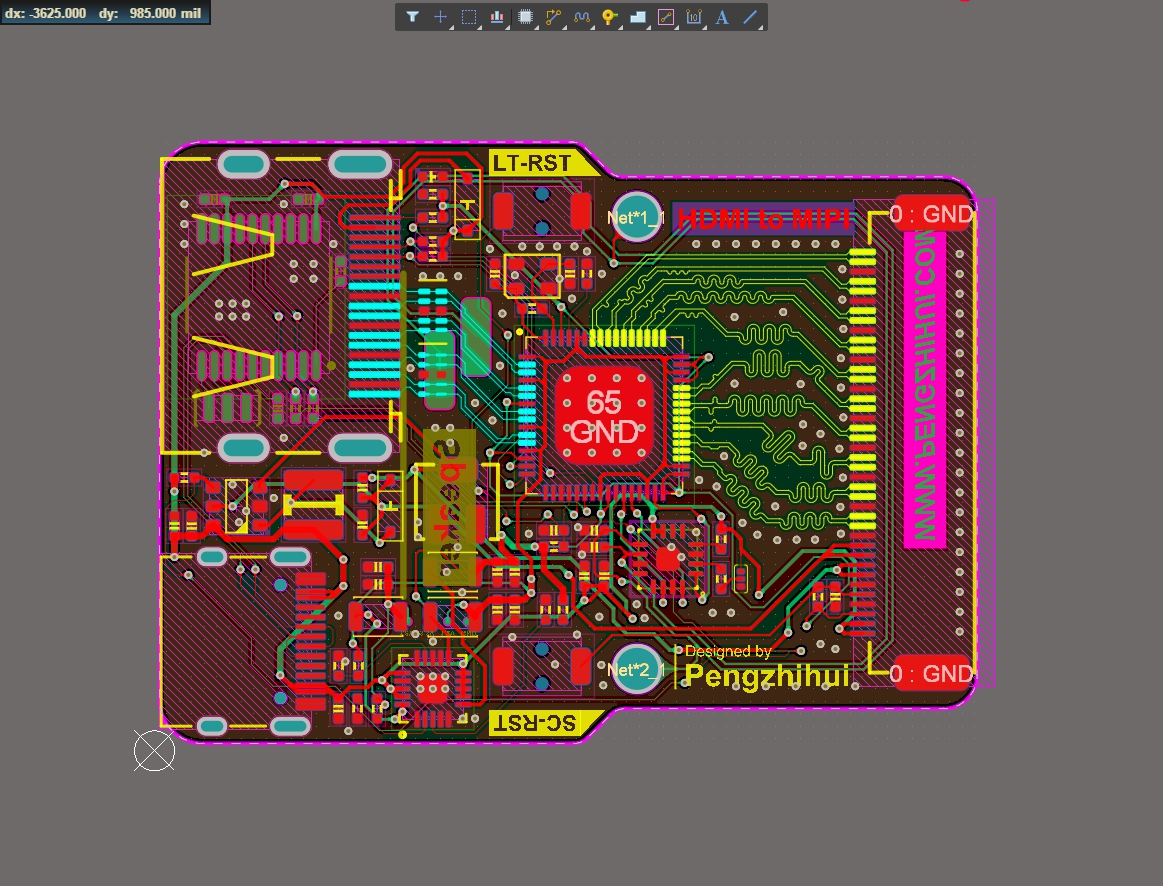 dx: -3625.000 dy: 985.000 mil
LT-RST
Net*1_1
HDMI to MIPI
0 : GND
WWW.PENGZHIHUI.COM
65
GND
Speaker
Designed by
Pengzhihui
Net*2_1
0 : GND
SC-RST